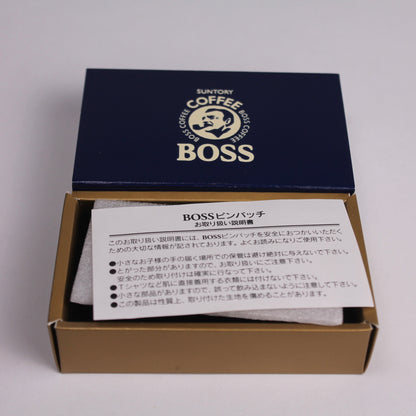 SUNTORY
COFFEE
BOSS COFFEE
BOSS COFFEE
BOSS
BOSSピンバッチ
お取り扱い説明書
このお取り扱い説明書には、BOSSピンバッチを安全におつかいいただく
ための大切な情報が記されております。よくお読みになりご使用下さい。
●小さなお子様の手の届く場所での保管は避け絶対に与えないで下さい。
●とがった部分がありますので、お取り扱いにご注意下さい。
安全のため取り付けは確実に行なって下さい。
●Tシャツなど肌に直接着用する衣類には付けないで下さい。
●小さな部品がありますので、誤って飲み込まないように注意して下さい。
●この製品は性質上、取り付けた生地を傷めることがあります。